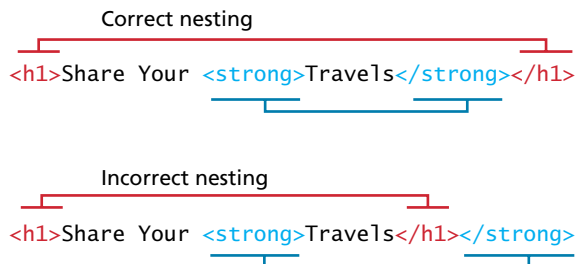 Correct nesting
<h1>Share Your <strong>Travels</strong></h1>
Incorrect nesting
<h1>Share Your <strong>Travels</h1></strong>